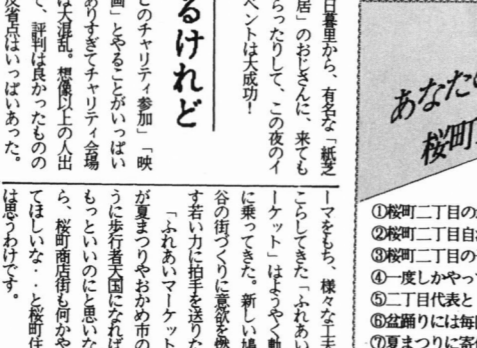 あなたの
桜町
①桜町二丁目の
②桜町二丁目自
③桜町二丁目の
④一度しかやっ
⑤二丁目代表と
⑥盆踊りには毎
⑦夏まつりに寄
日暮里から、有名な「紙芝
居」のおじさんに、来ても
らったりして、この夜のイ
ベントは大成功!
るけれど
このチャリティ参加」「映
画」とやることがいっぱい
ありすぎてチャリティ会場
は大混乱。想像以上の人出
で、評判は良かったものの
反省点はいっぱいあった。
ーマをもち、様々な工夫
こらしてきた「ふれあい
ーケット」はようやく動
に乗ってきた。新しい鳩
谷の街づくりに意欲を燃
す若い力に拍手を送りた
「ふれあいマーケット
が夏まつりやおかめ市の
うに歩行者天国になれば
もっといいのにと思いな
ら、桜町商店街も何かや
てほしいな・・と桜町住
は思うわけです。